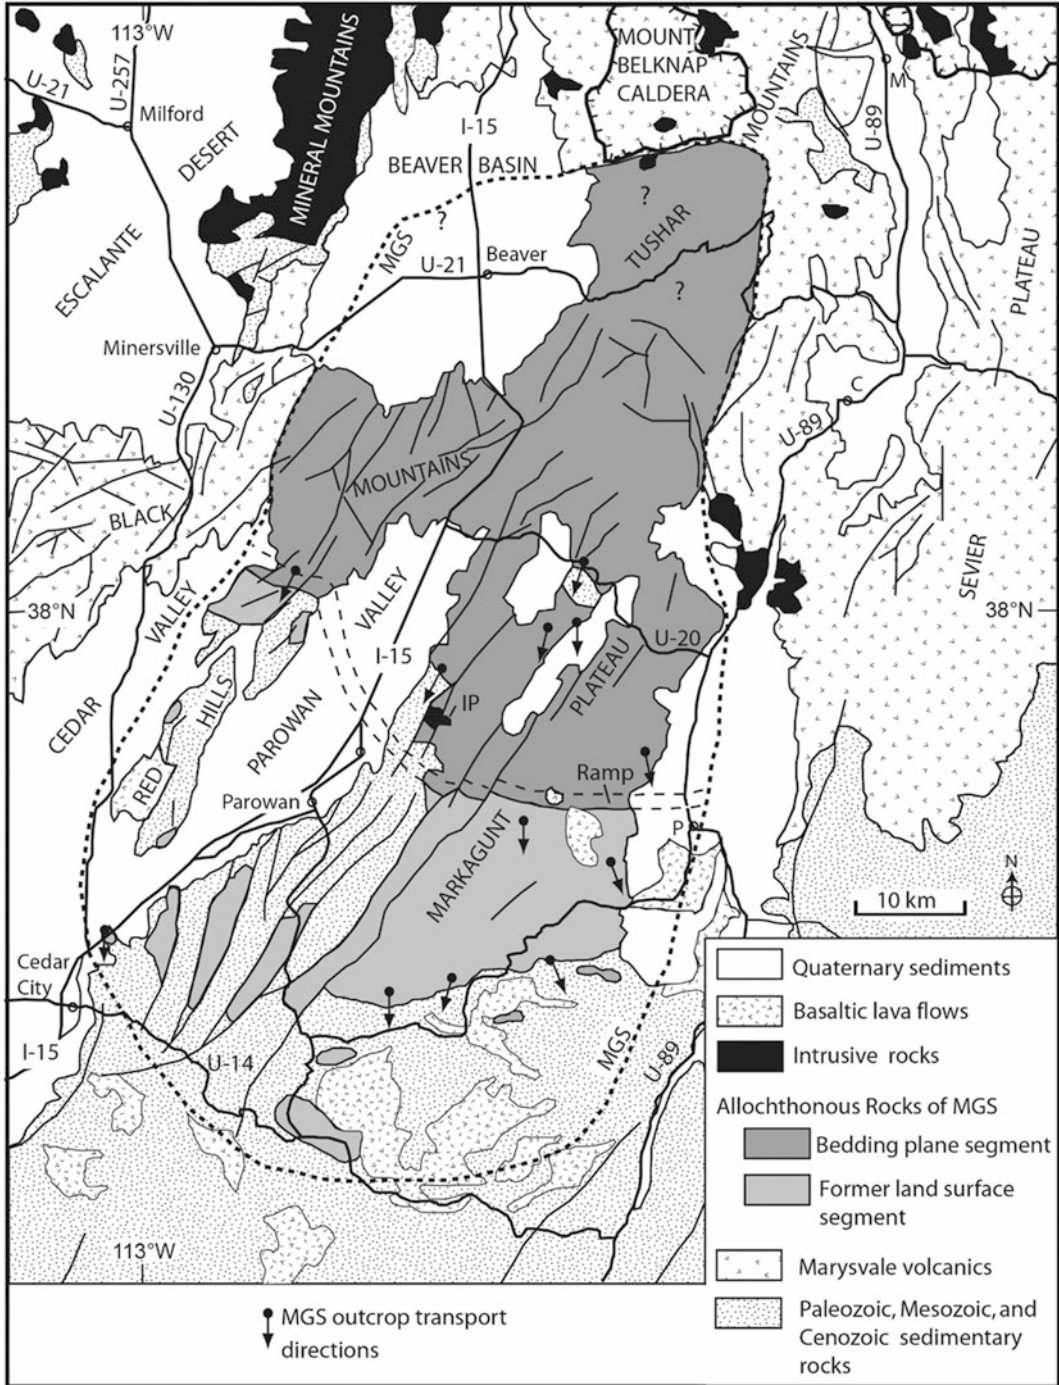 113°W
U-257
U-21
Milford
DESERT
MINERAL MOUNTAINS
MOUNT
BELKNAP
CALDERA
MOUNTAINS
M
U-89
I-15
BEAVER BASIN
?
MGS
?
TUSHAR
PLATEAU
U-21
Beaver
?
ESCALANTE
Minersville
U-130
C
U-89
MOUNTAINS
BLACK
SEVIER
38°N
VALLEY
VALLEY
38°N
U-20
I-15
PLATEAU
HILLS
CEDAR
IP
PAROWAN
RED
Ramp
Parowan
P
MARKAGUNT
N
10 km
Cedar
City
I-15
U-14
MGS
U-89
113°W
Quaternary sediments
Basaltic lava flows
Intrusive rocks
Allochthonous Rocks of MGS
Bedding plane segment
Former land surface
segment
Marysvale volcanics
Paleozoic, Mesozoic, and
Cenozoic sedimentary
rocks
MGS outcrop transport
directions